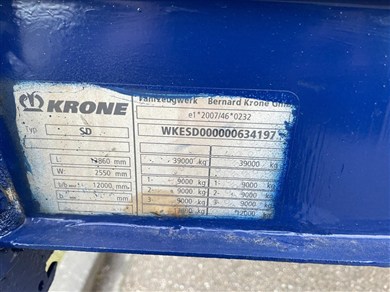 KRONE Fahrzeugwerk Bernard Krone
e1*2007/46*0232
Typ SD WKESD000000634197
L: mm 39000 kg 39000 kg
W: 2550 mm
12000 mm 1- 9000 kg 1- 9000 kg
2- 9000 kg 2- 9000 kg
3- 9000 kg 3- 9000 kg
kg 12000